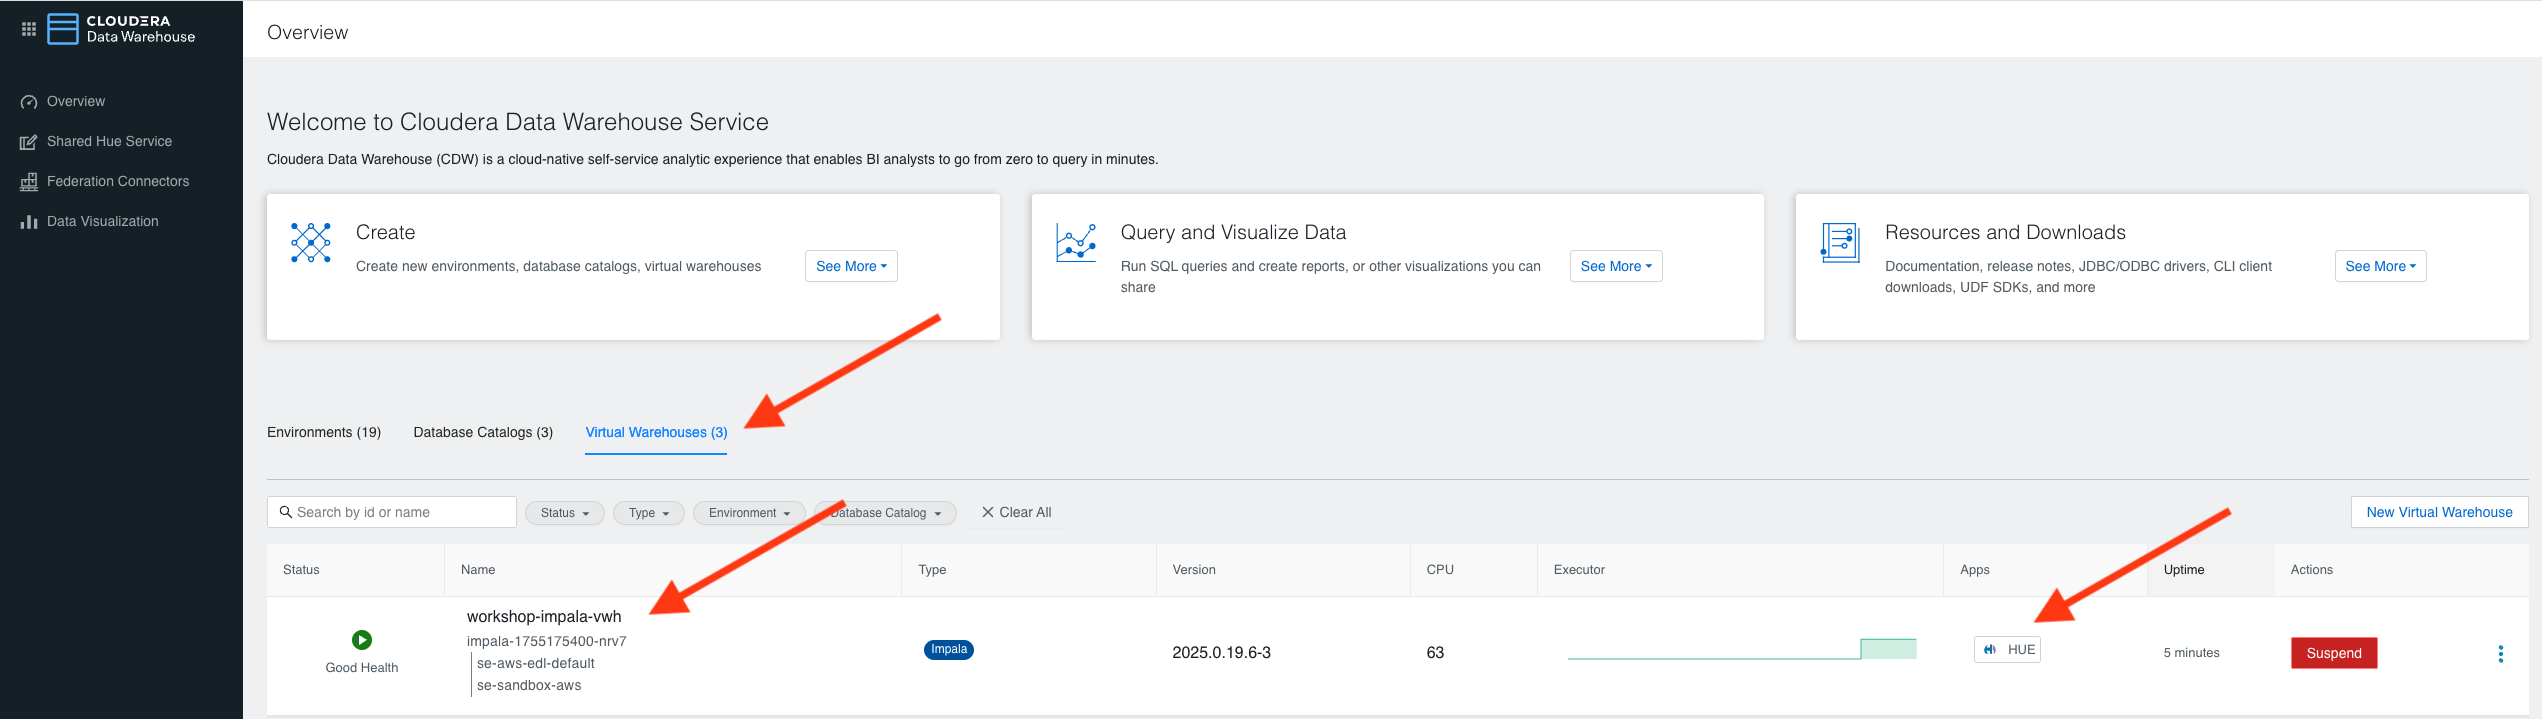 CLOUDERA
Data Warehouse
Overview
Shared Hue Service
Federation Connectors
Data Visualization
Overview
Welcome to Cloudera Data Warehouse Service
Cloudera Data Warehouse (CDW) is a cloud-native self-service analytic experience that enables BI analysts to go from zero to query in minutes.
Create
Create new environments, database catalogs, virtual warehouses
See More
Query and Visualize Data
Run SQL queries and create reports, or other visualizations you can
share
See More
Resources and Downloads
Documentation, release notes, JDBC/ODBC drivers, CLI client
downloads, UDF SDKs, and more
See More
Environments (19) Database Catalogs (3) Virtual Warehouses (3)
Search by id or name Status Type Environment Database Catalog Clear All New Virtual Warehouse
Status Name Type Version CPU Executor Apps Uptime Actions
workshop-impala-vwh
impala-1755175400-nrv7
se-aws-edl-default
se-sandbox-aws
Good Health
Impala
2025.0.19.6-3
63
HUE
5 minutes
Suspend